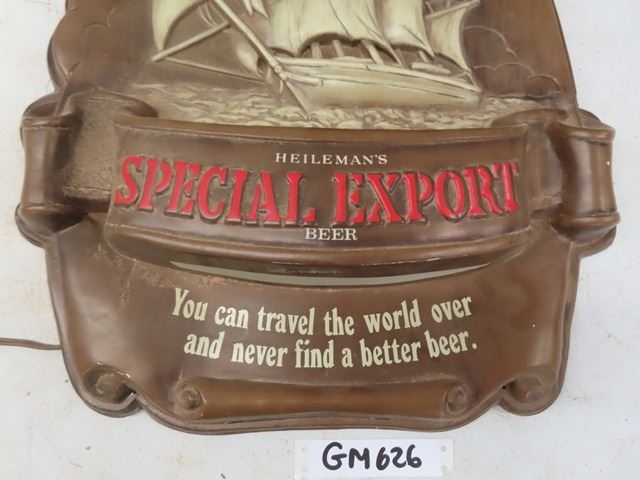 HEILEMAN'S
SPECIAL EXPORT
BEER
You can travel the world over
and never find a better beer.
GM626